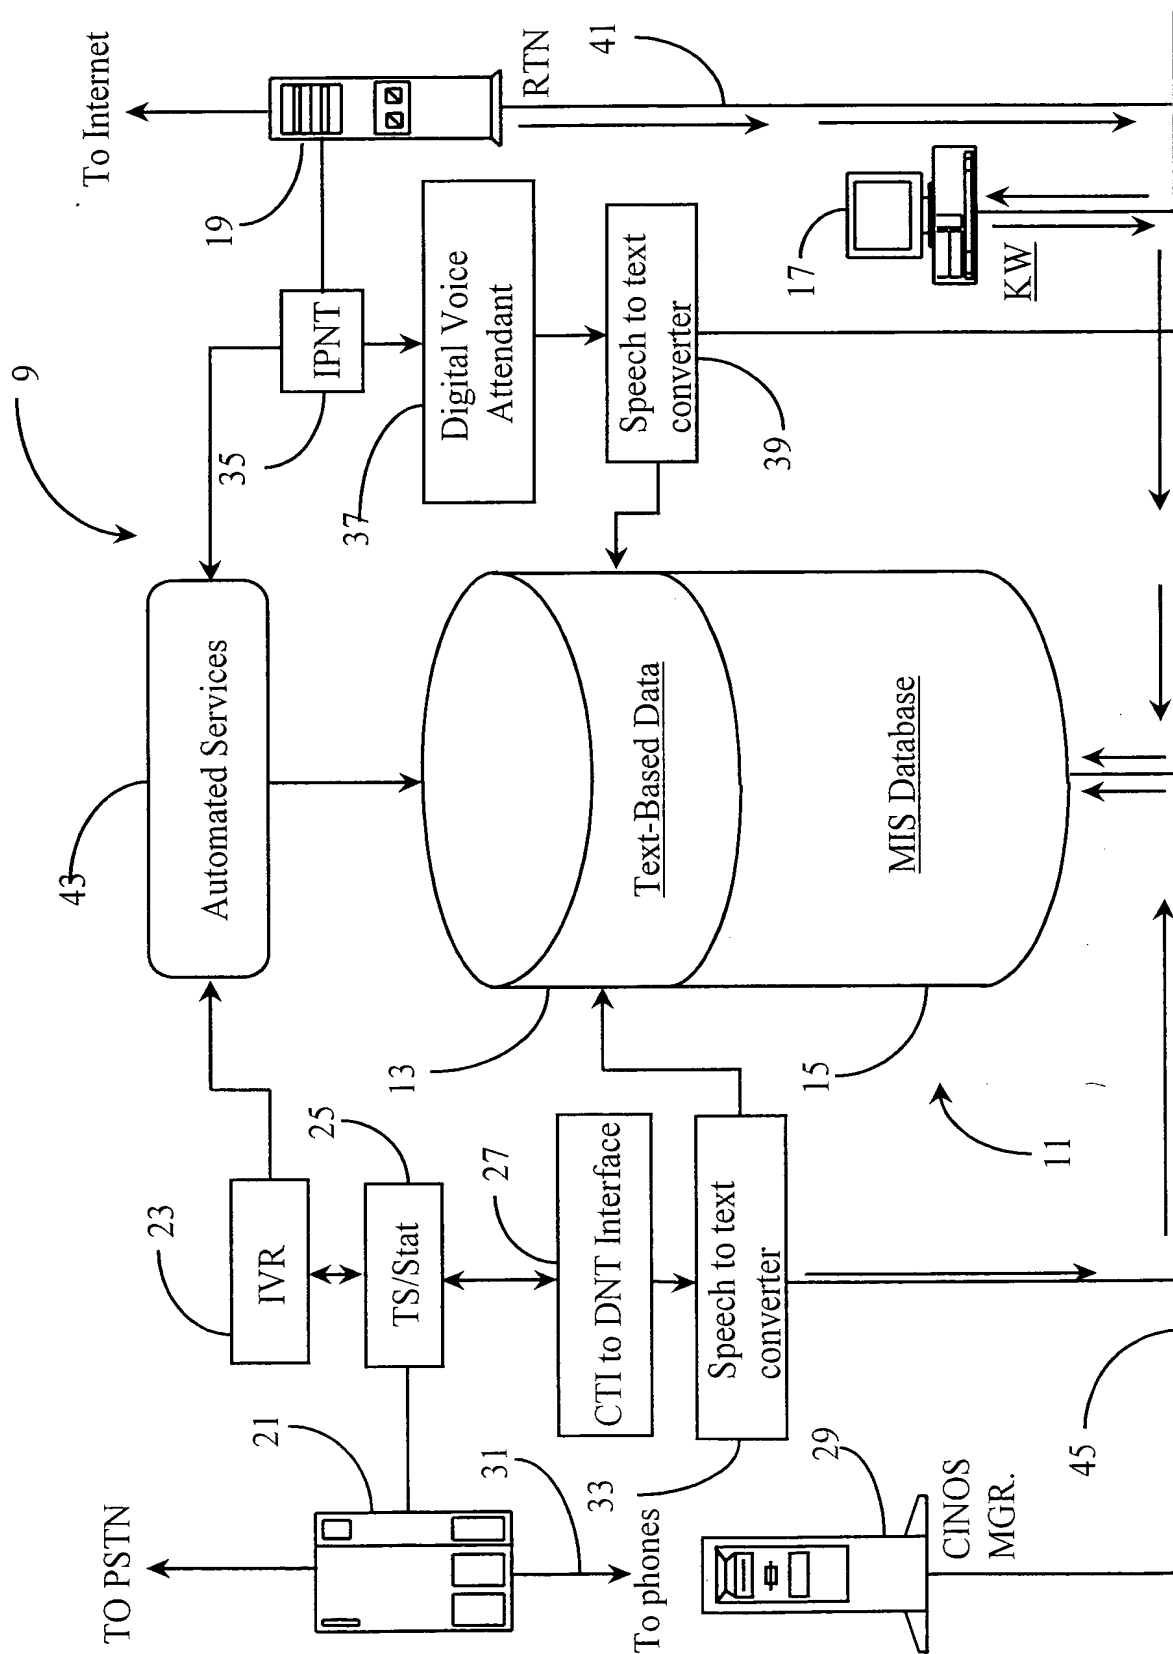 TO PSTN
21
31
To phones
29
CINOS
MGR.
23
IVR
25
TS/Stat
27
CTI to DNT Interface
33
Speech to text
converter
45
43
Automated Services
13
Text-Based Data
15
MIS Database
11
9
35
IPNT
37
Digital Voice
Attendant
39
Speech to text
converter
To Internet
19
RTN
41
17
KW